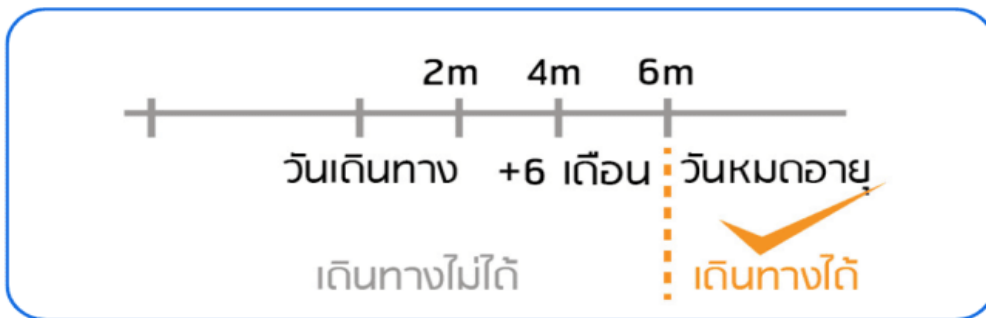 2m 4m 6m
วันเดินทาง +6 เดือน วันหมดอายุ
เดินทางไม่ได้ เดินทางได้